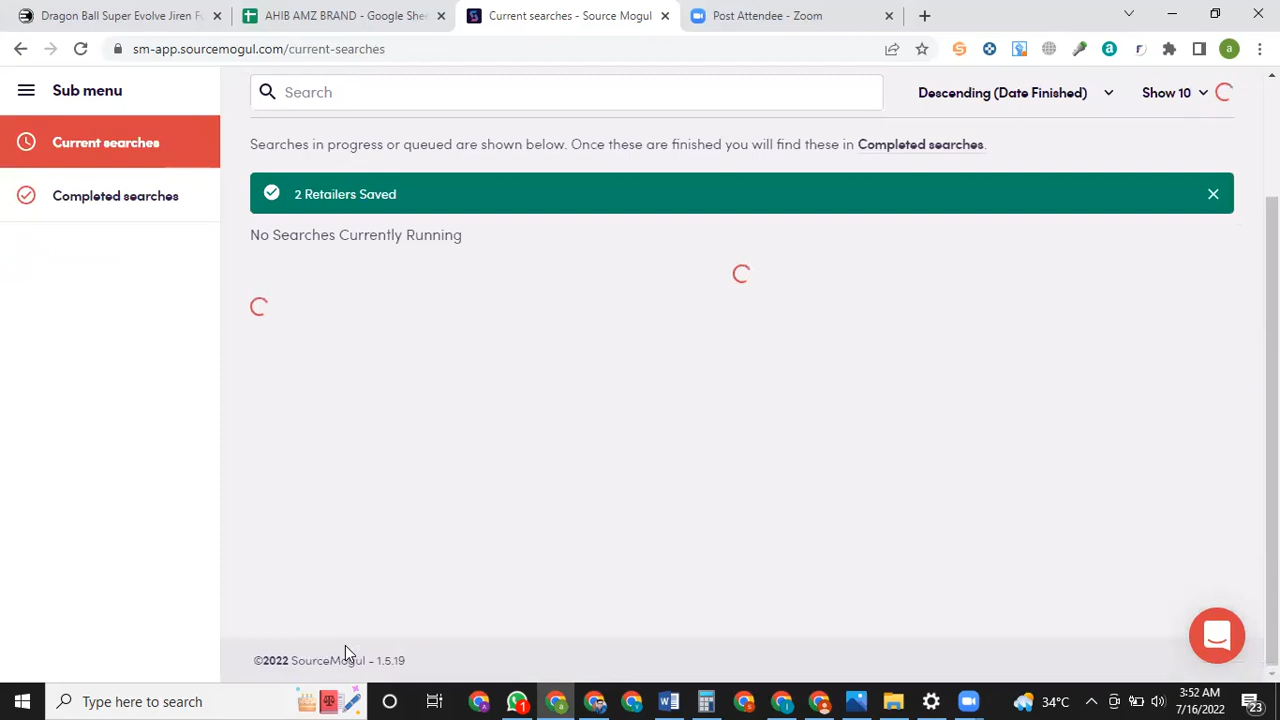 Dragon Ball Super Evolve Jiren F
AHIB AMZ BRAND - Google She
Current searches - Source Mogul
Post Attendee - Zoom
sm-app.sourcemogul.com/current-searches
a
Sub menu
Search
Descending (Date Finished)
Show 10
Current searches
Searches in progress or queued are shown below. Once these are finished you will find these in Completed searches.
Completed searches
2 Retailers Saved
No Searches Currently Running
©2022 SourceMogul - 1.5.19
Type here to search
1
34°C
3:52 AM
7/16/2022
23